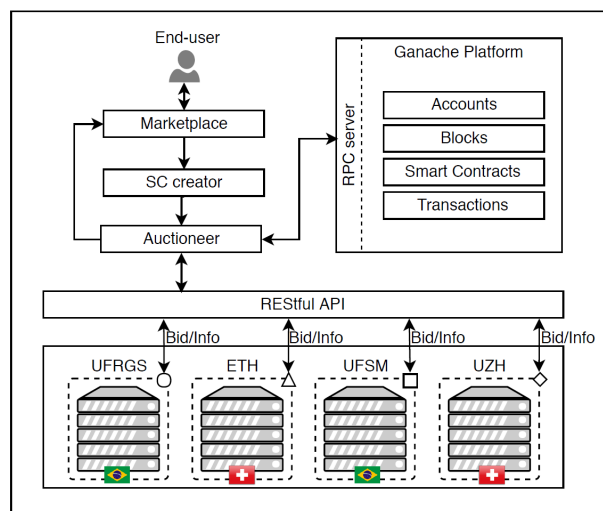 End-user
Marketplace
SC creator
Auctioneer
Ganache Platform
RPC server
Accounts
Blocks
Smart Contracts
Transactions
REStful API
Bid/Info
Bid/Info
Bid/Info
Bid/Info
UFRGS
ETH
UFSM
UZH